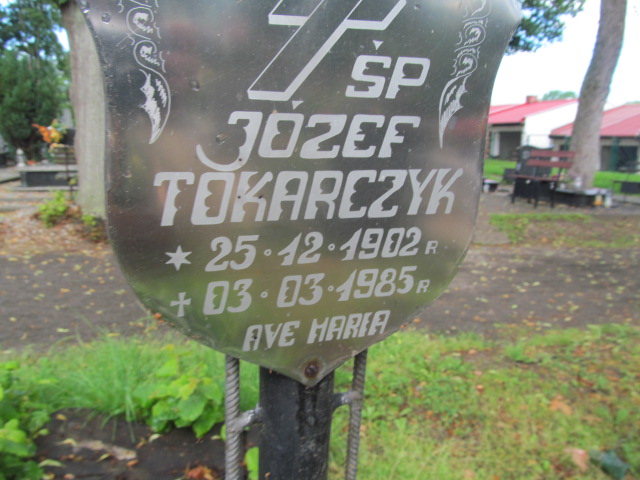 ŚP
JÓZEF
TOKARCZYK
25·12·1902 R
03·03·1985 R
AVE MARIA